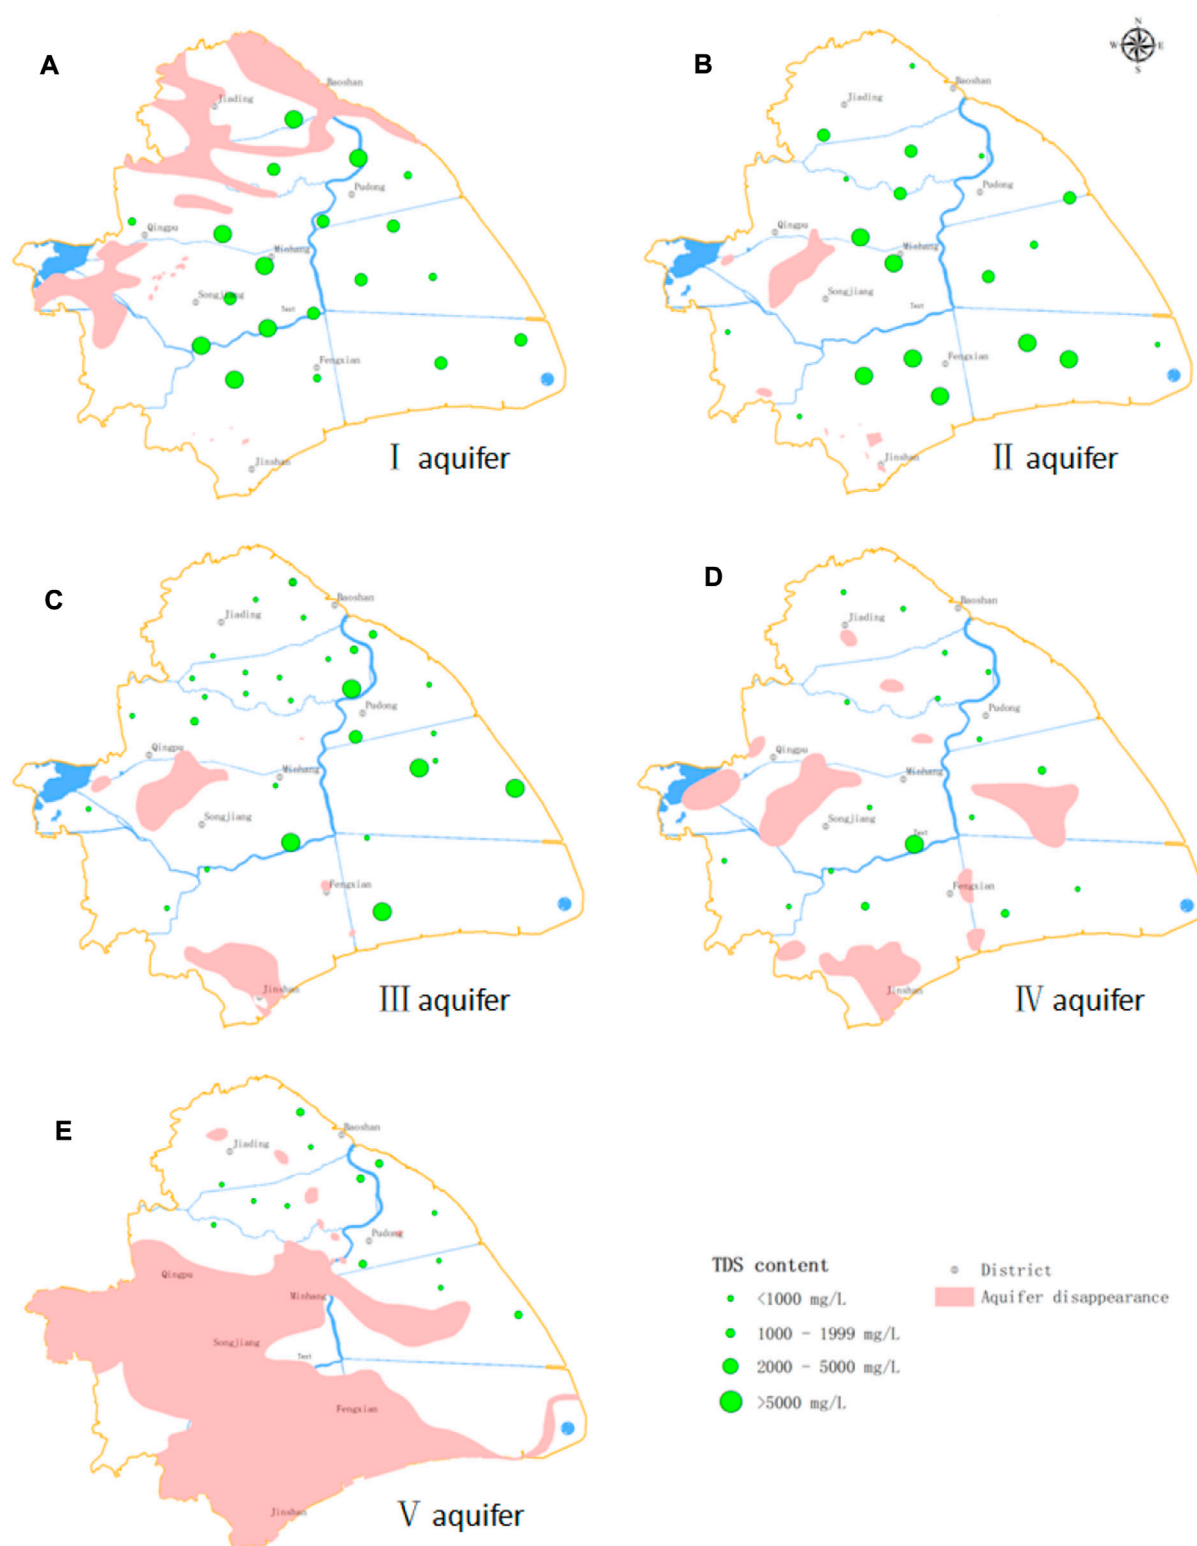 A
Baoshan
Jiading
Pudong
Qingpu
Minhang
Songjiang
Test
Fengxian
Jinshan
I aquifer
B
N
W E
S
Baoshan
Jiading
Pudong
Qingpu
Minhang
Songjiang
Test
Fengxian
Jinshan
II aquifer
C
Baoshan
Jiading
Pudong
Qingpu
Minhang
Songjiang
Fengxian
Jinshan
III aquifer
D
Baoshan
Jiading
Pudong
Qingpu
Minhang
Songjiang
Test
Fengxian
Jinshan
IV aquifer
E
Baoshan
Jiading
Pudong
Qingpu
Minhang
Songjiang
Test
Fengxian
Jinshan
V aquifer
TDS content
<1000 mg/L
1000 - 1999 mg/L
2000 - 5000 mg/L
>5000 mg/L
District
Aquifer disappearance